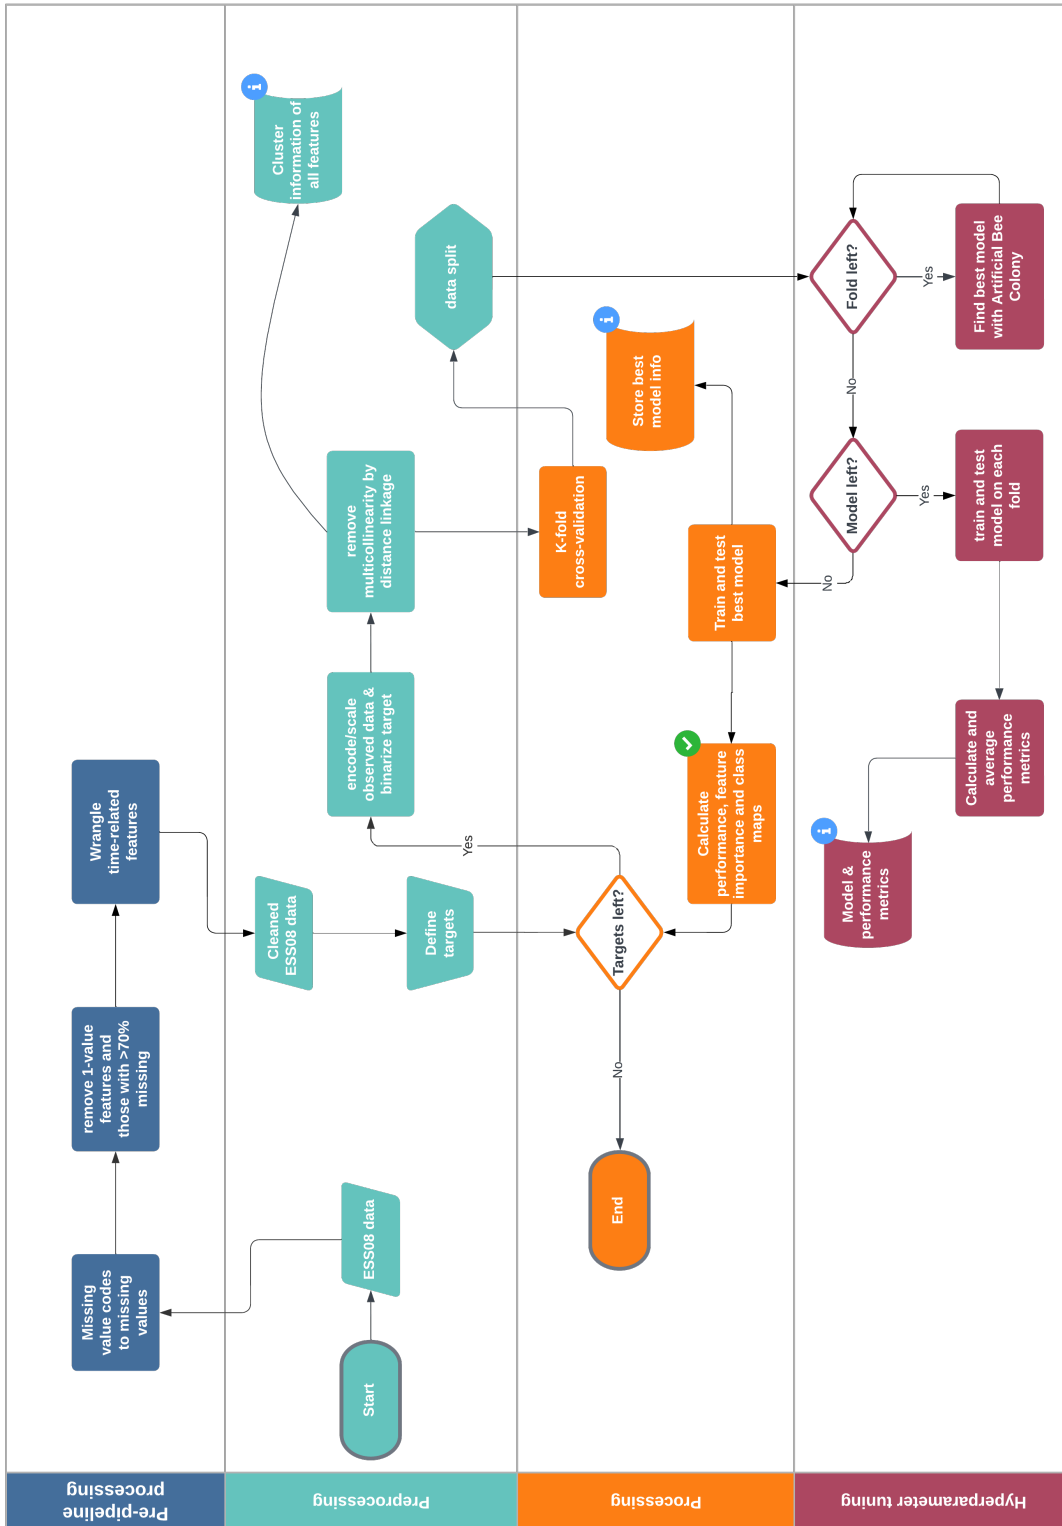 Pre-pipeline
processing
Missing
value codes
to missing
values
remove 1-value
features and
those with >70%
missing
Wrangle
time-related
features
Preprocessing
Start
ESS08 data
Cleaned
ESS08 data
Define
targets
Yes
encode/scale
observed data &
binarize target
remove
multicollinearity by
distance linkage
Cluster
information of
all features
data split
Processing
End
No
Targets left?
Calculate
performance, feature
importance and class
maps
Train and test
best model
K-fold
cross-validation
Store best
model info
Hyperparameter tuning
Model &
performance
metrics
Calculate and
average
performance
metrics
No
Model left?
Yes
train and test
model on each
fold
No
Fold left?
Yes
Find best model
with Artificial Bee
Colony